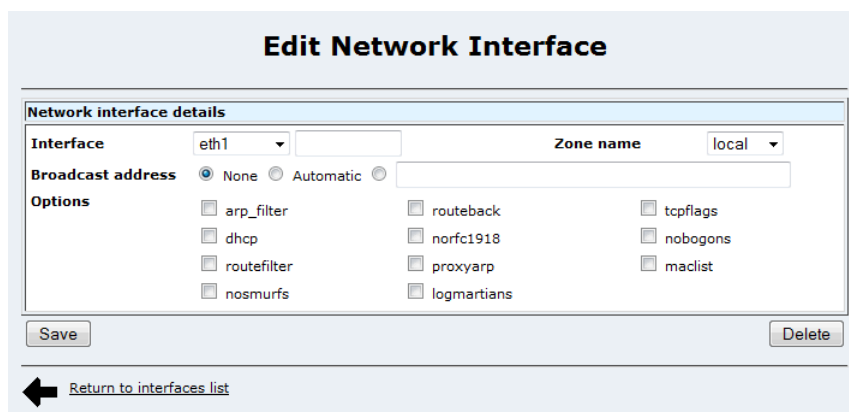 Edit Network Interface
Network interface details
Interface eth1 Zone name local
Broadcast address None Automatic
Options arp_filter routeback tcpflags
dhcp norfc1918 nobogons
routefilter proxyarp maclist
nosmurfs logmartians
Save Delete
Return to interfaces list